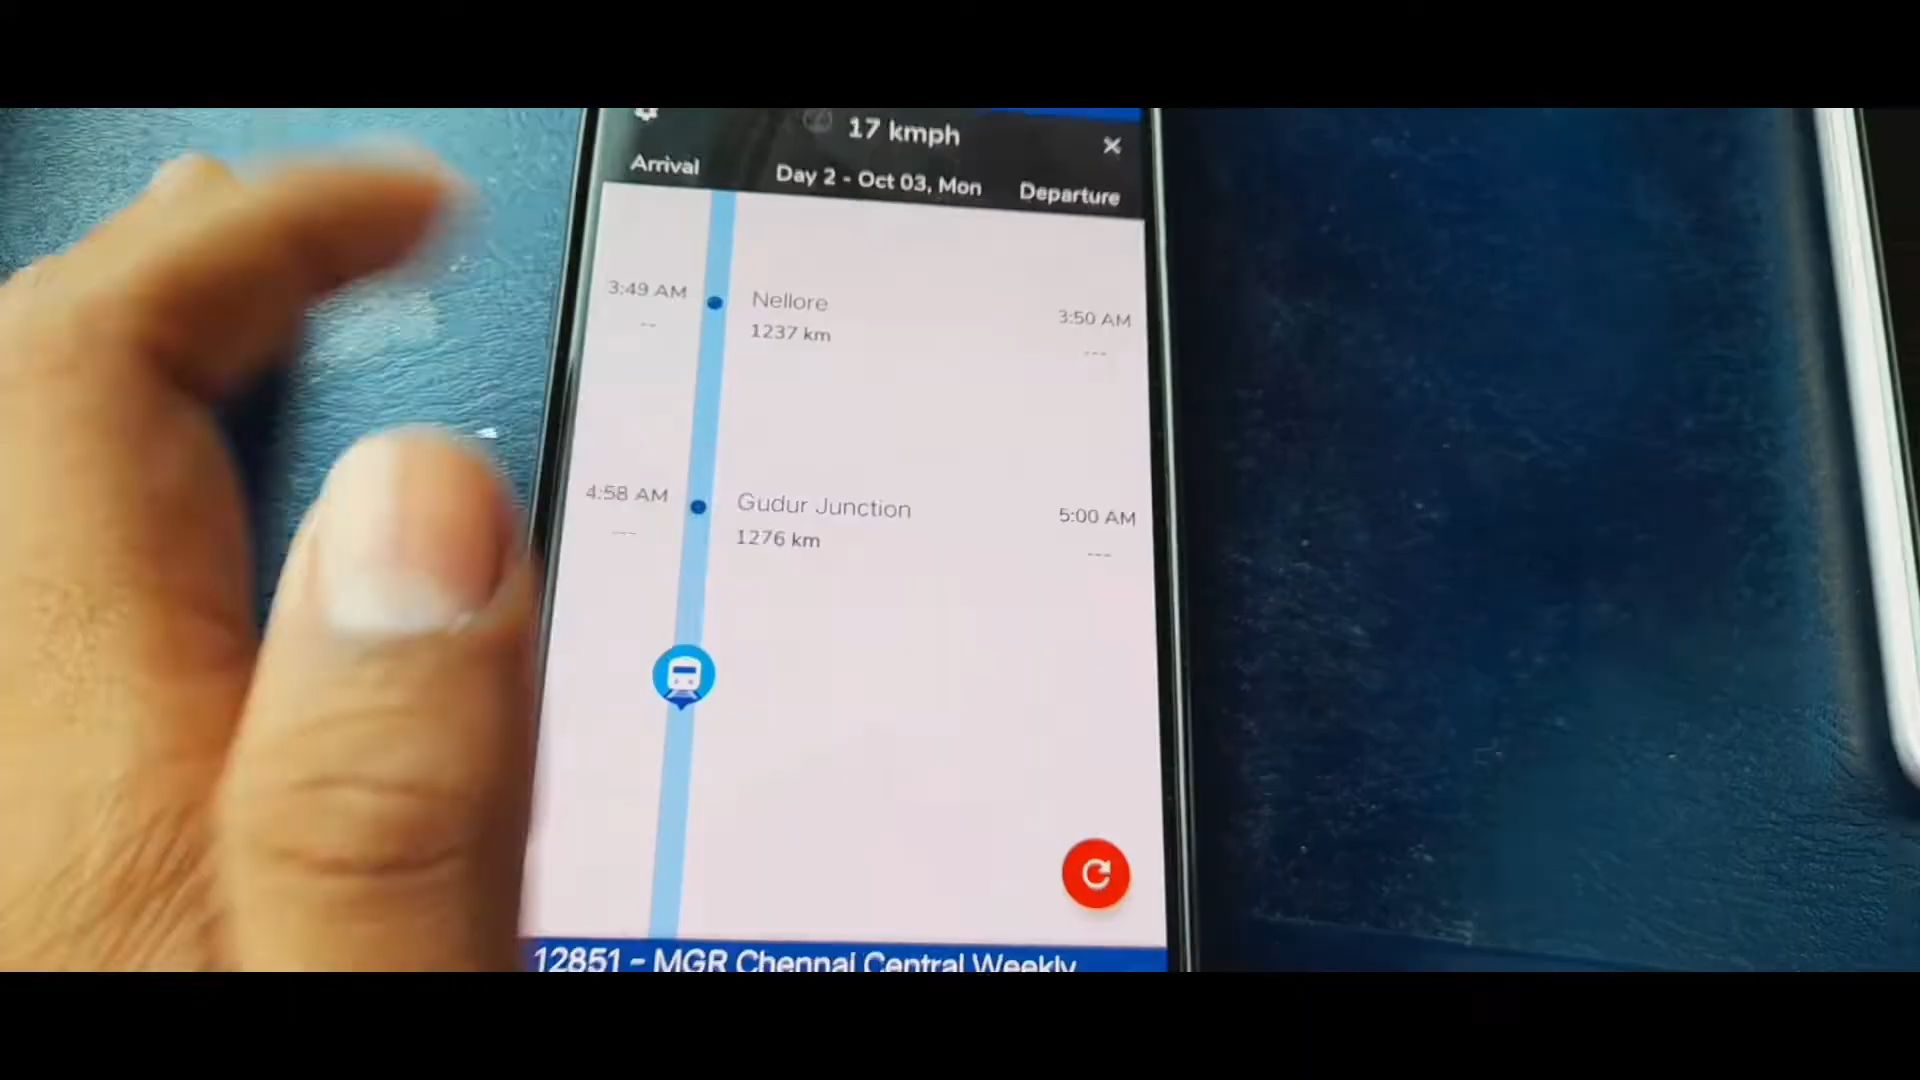 17 kmph
Arrival Day 2 - Oct 03, Mon Departure
3:49 AM Nellore 3:50 AM
-- 1237 km ---
4:58 AM Gudur Junction 5:00 AM
--- 1276 km ---
12851 - MGR Chennai Central Weekly